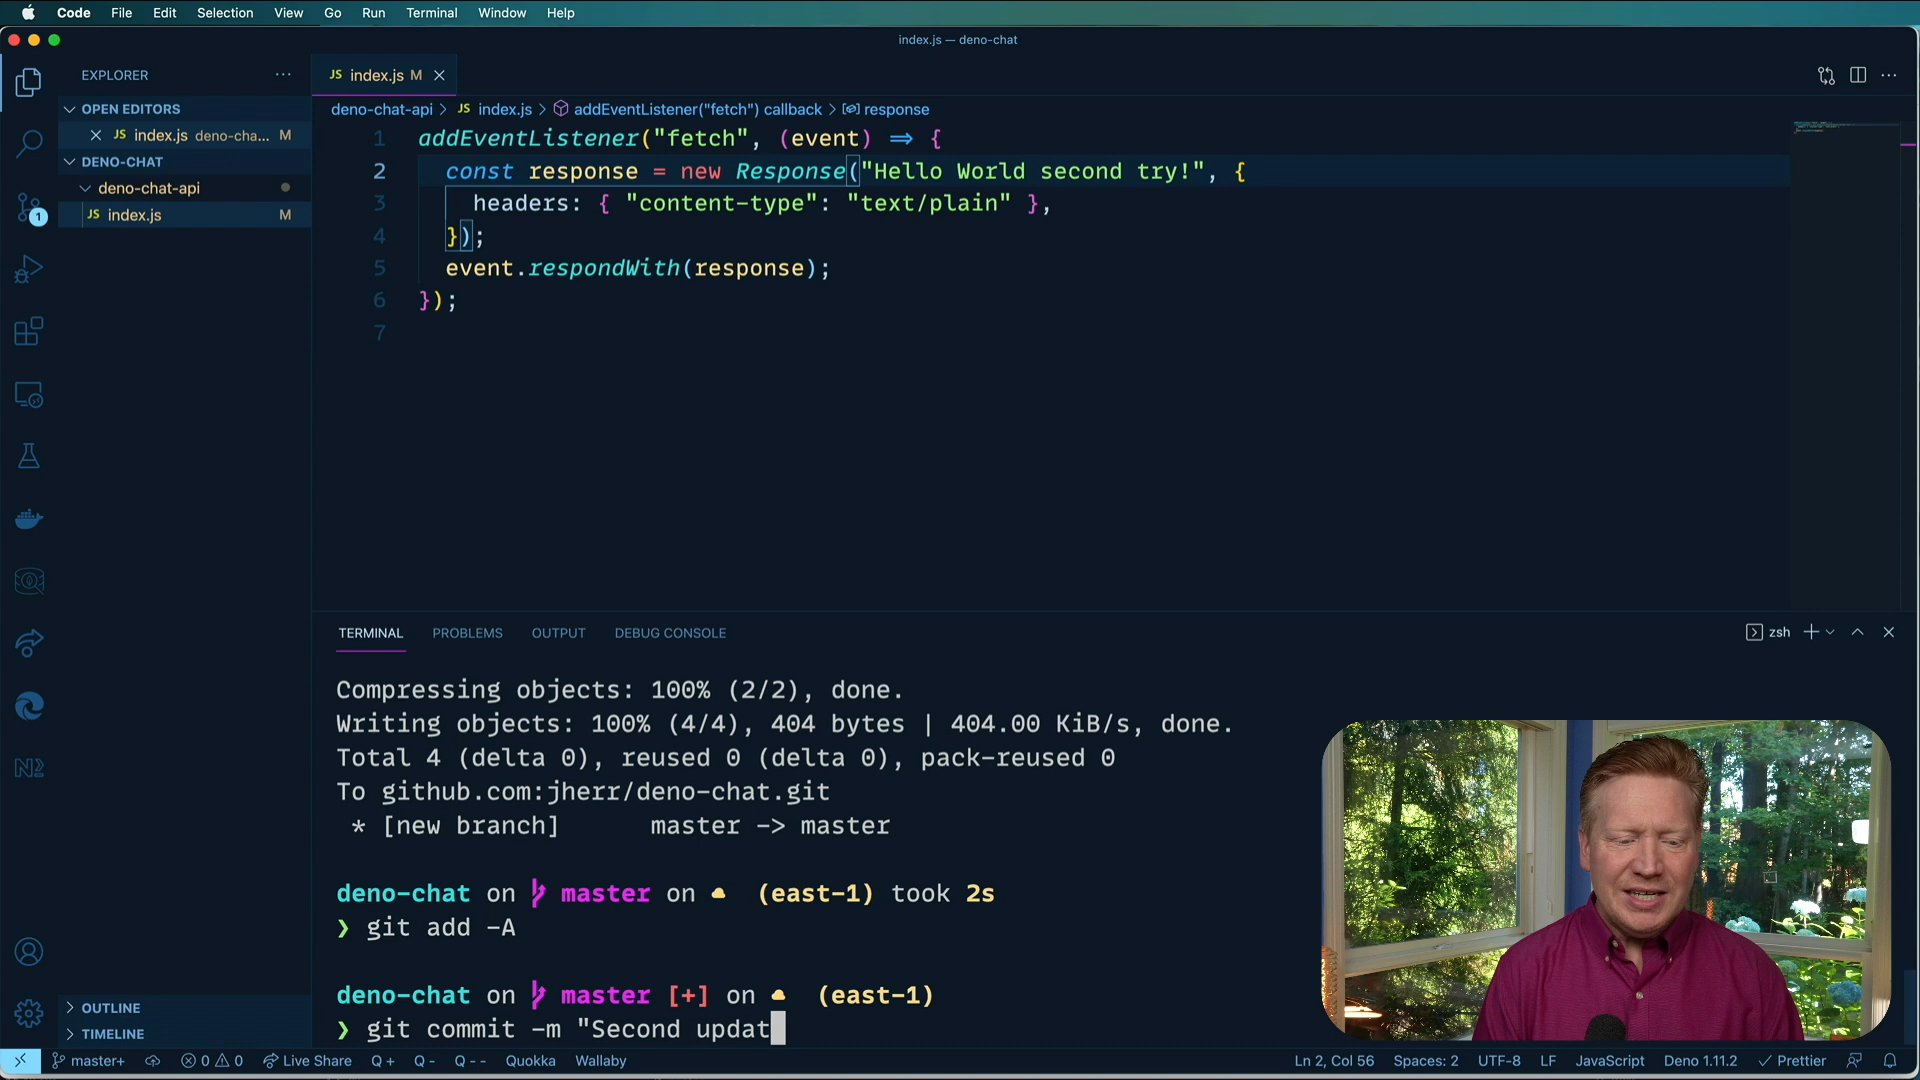 Code File Edit Selection View Go Run Terminal Window Help
index.js — deno-chat
EXPLORER
JS index.js M
OPEN EDITORS
JS index.js deno-cha... M
DENO-CHAT
deno-chat-api
JS index.js M
1
deno-chat-api > JS index.js > addEventListener("fetch") callback > response
1 addEventListener("fetch", (event) => {
2 const response = new Response("Hello World second try!", {
3 headers: { "content-type": "text/plain" },
4 });
5 event.respondWith(response);
6 });
7
TERMINAL PROBLEMS OUTPUT DEBUG CONSOLE
zsh
Compressing objects: 100% (2/2), done.
Writing objects: 100% (4/4), 404 bytes | 404.00 KiB/s, done.
Total 4 (delta 0), reused 0 (delta 0), pack-reused 0
To github.com:jherr/deno-chat.git
* [new branch] master -> master
deno-chat on master on (east-1) took 2s
❯ git add -A
deno-chat on master [+] on (east-1)
❯ git commit -m "Second updat
OUTLINE
TIMELINE
master+ 0 0 Live Share Q + Q - Q - - Quokka Wallaby Ln 2, Col 56 Spaces: 2 UTF-8 LF JavaScript Deno 1.11.2 Prettier